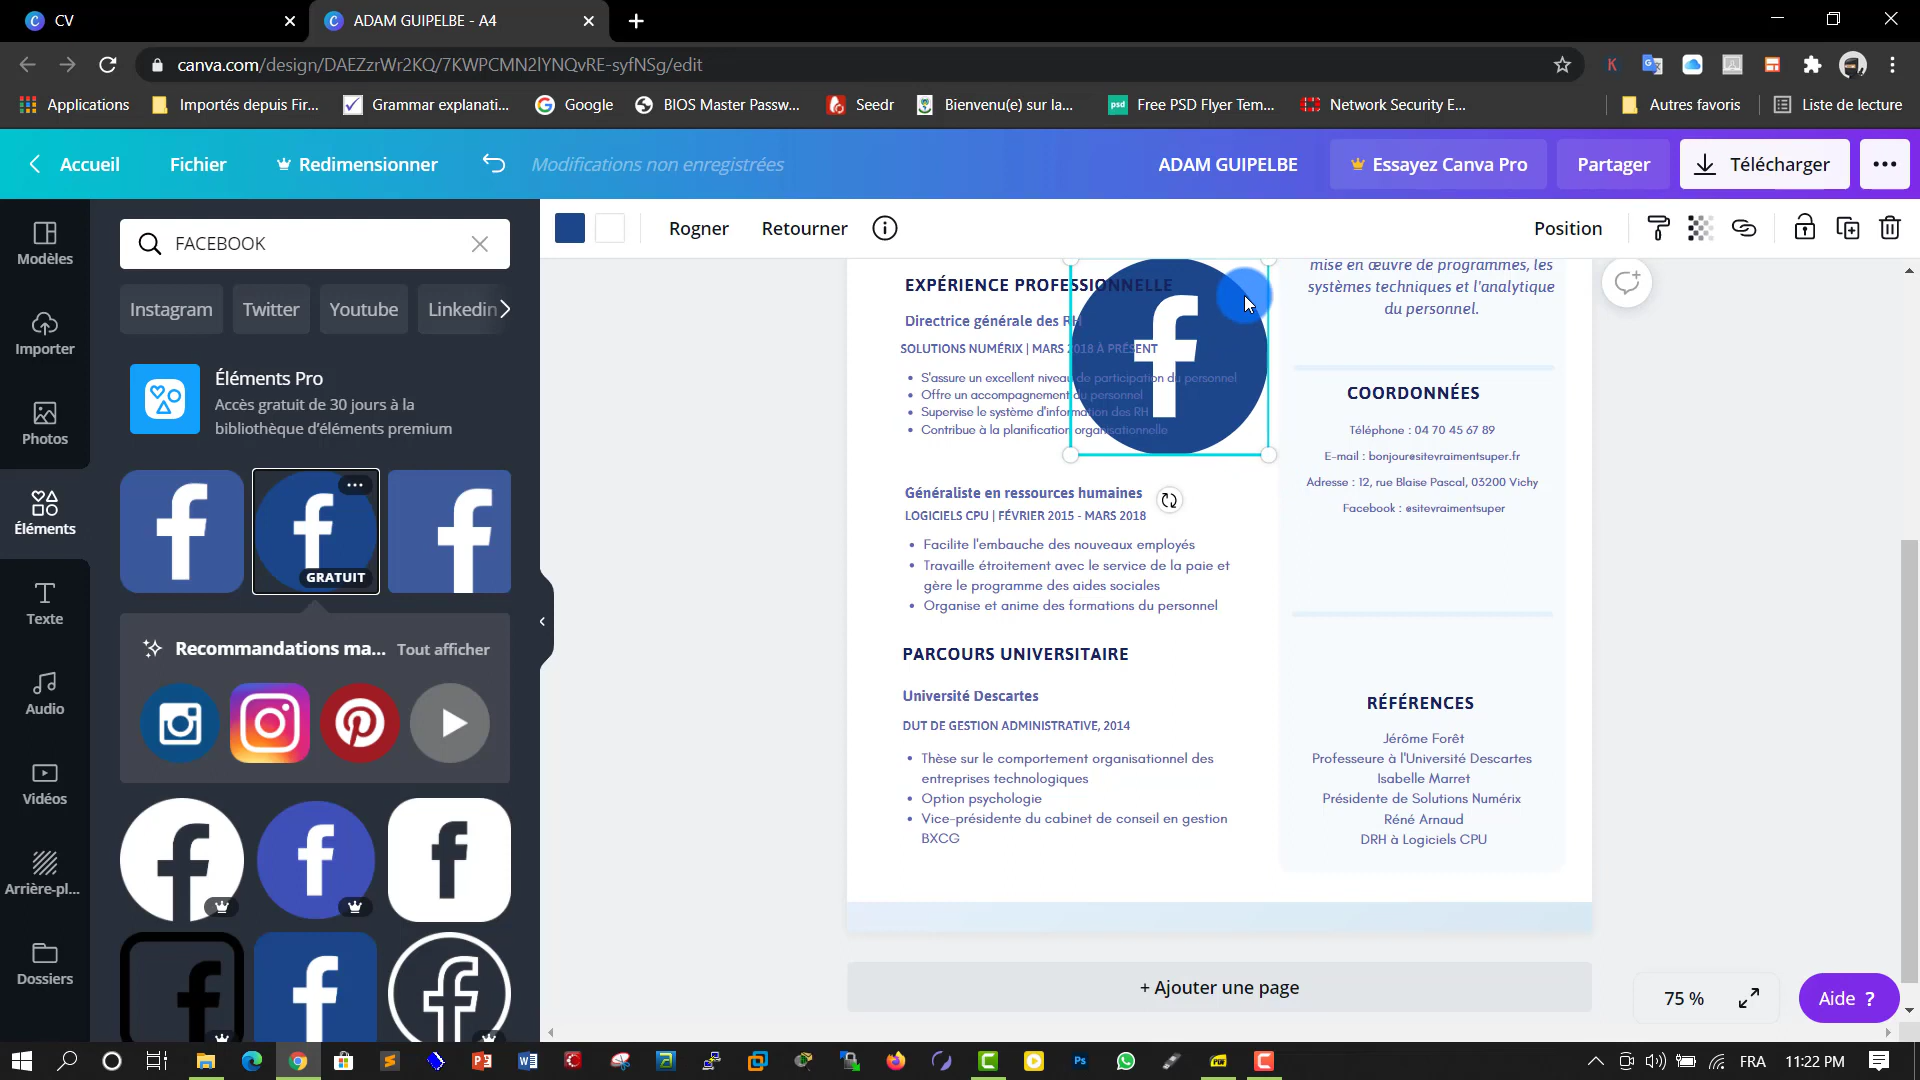 CV
ADAM GUIPELBE - A4
canva.com/design/DAEZzrWr2KQ/7KWPCMN2lYNQvRE-syfNSg/edit
Applications
Importés depuis Fir...
Grammar explanati...
Google
BIOS Master Passw...
Seedr
Bienvenu(e) sur la...
Free PSD Flyer Tem...
Network Security E...
Autres favoris
Liste de lecture
Accueil
Fichier
Redimensionner
Modifications non enregistrées
ADAM GUIPELBE
Essayez Canva Pro
Partager
Télécharger
Modèles
Importer
Photos
Éléments
Texte
Audio
Vidéos
Arrière-pl...
Dossiers
FACEBOOK
Instagram
Twitter
Youtube
Linkedin
Éléments Pro
Accès gratuit de 30 jours à la
bibliothèque d'éléments premium
GRATUIT
Recommandations ma...
Tout afficher
Rogner
Retourner
Position
EXPÉRIENCE PROFESSIONNELLE
Directrice générale des RH
SOLUTIONS NUMÉRIX | MARS 2018 À PRÉSENT
S'assure un excellent niveau de participation du personnel
Offre un accompagnement du personnel
Supervise le système d'information des RH
Contribue à la planification organisationnelle
Généraliste en ressources humaines
LOGICIELS CPU | FÉVRIER 2015 - MARS 2018
Facilite l'embauche des nouveaux employés
Travaille étroitement avec le service de la paie et
gère le programme des aides sociales
Organise et anime des formations du personnel
PARCOURS UNIVERSITAIRE
Université Descartes
DUT DE GESTION ADMINISTRATIVE, 2014
Thèse sur le comportement organisationnel des
entreprises technologiques
Option psychologie
Vice-présidente du cabinet de conseil en gestion
BXCG
mise en œuvre de programmes, les
systèmes techniques et l'analytique
du personnel.
COORDONNÉES
Téléphone : 04 70 45 67 89
E-mail : bonjour@sitevraimentsuper.fr
Adresse : 12, rue Blaise Pascal, 03200 Vichy
Facebook : @sitevraimentsuper
RÉFÉRENCES
Jérôme Forêt
Professeure à l'Université Descartes
Isabelle Marret
Présidente de Solutions Numérix
Réné Arnaud
DRH à Logiciels CPU
+ Ajouter une page
75 %
Aide ?
FRA
11:22 PM